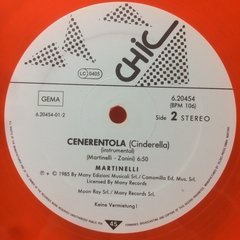 CHIC
LC 0405
GEMA
6.20454-01-2
6.20454
(BPM 106)
Side 2 STEREO
CENERENTOLA (Cinderella)
(instrumental)
(Martinelli - Zanini) 6:50
MARTINELLI
℗ + © 1985 By Many Edizioni Musicali Srl. / Camomilla Ed. Mus. Srl.
Licensed By Many Records
Moon Ray Srl. / Many Records Srl.
Keine Vermietung!
45